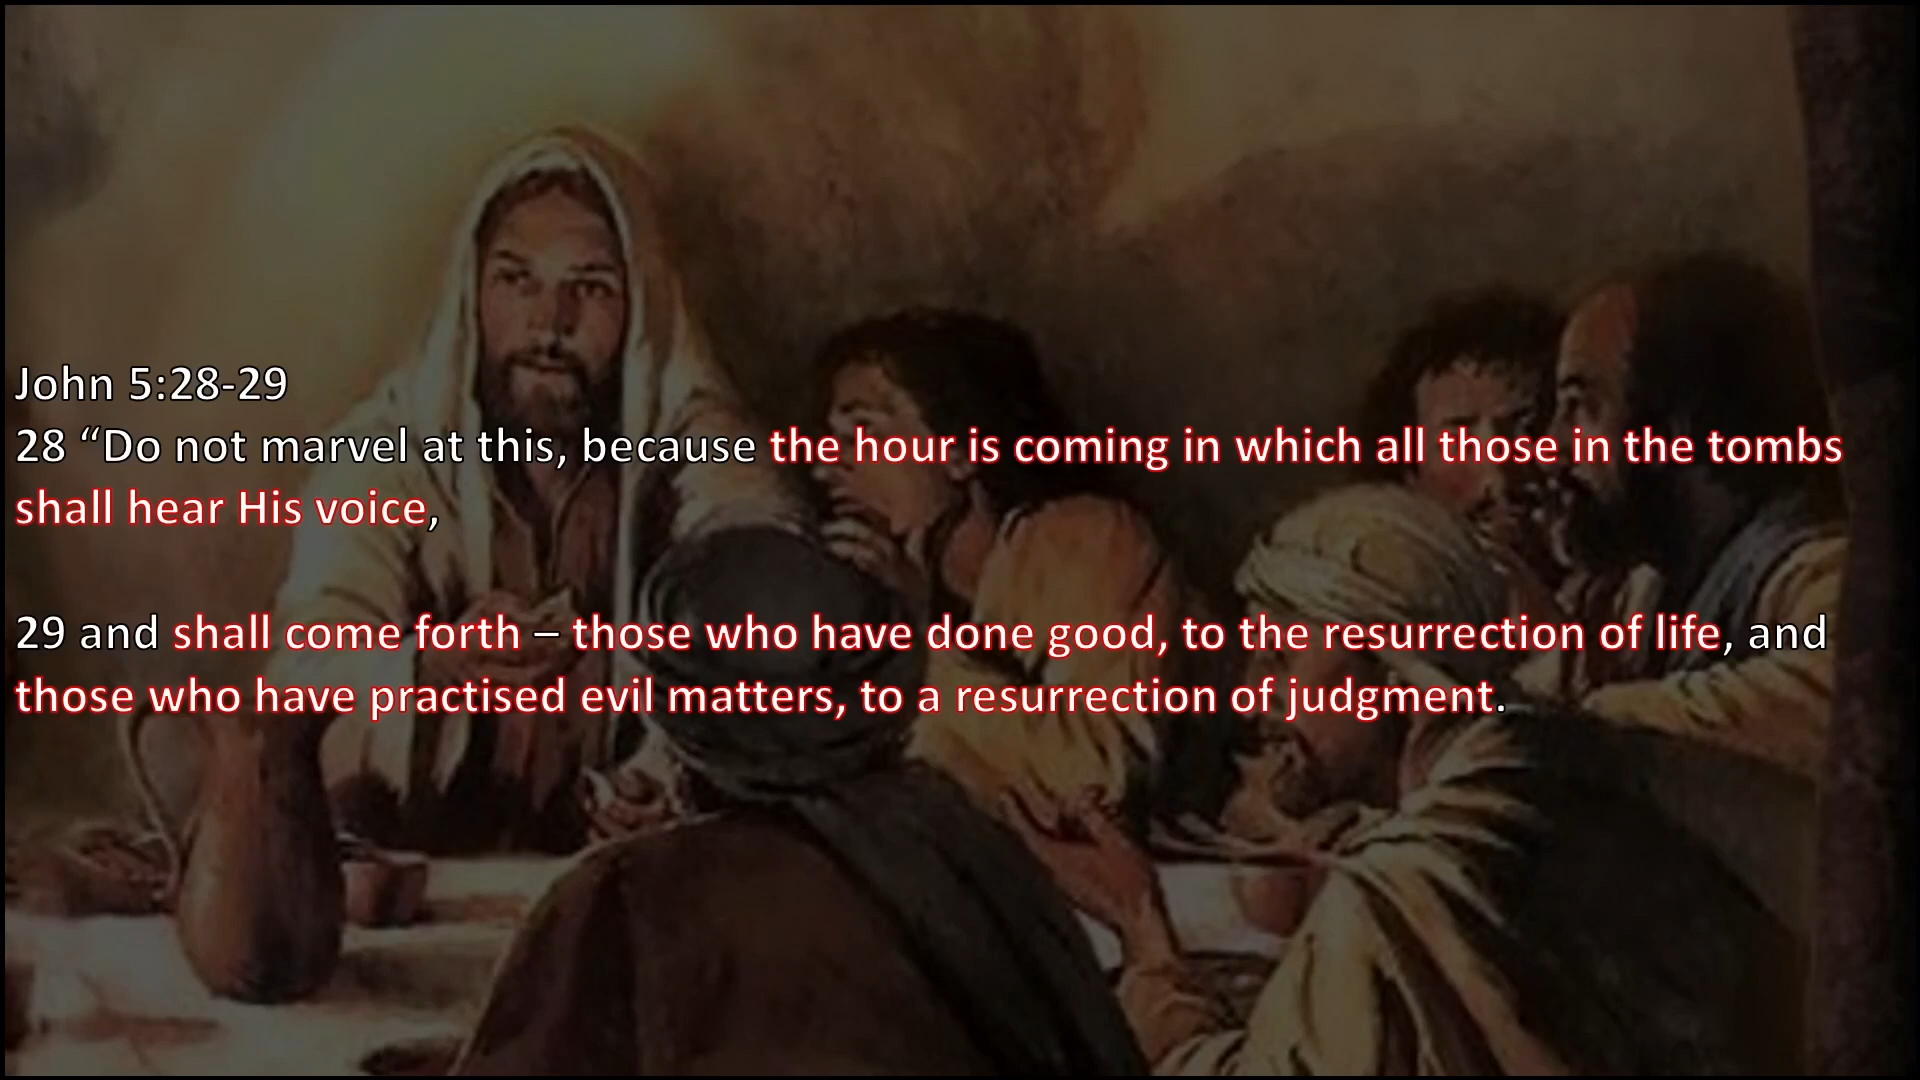 John 5:28-29
28 “Do not marvel at this, because the hour is coming in which all those in the tombs
shall hear His voice,
29 and shall come forth – those who have done good, to the resurrection of life, and
those who have practised evil matters, to a resurrection of judgment.